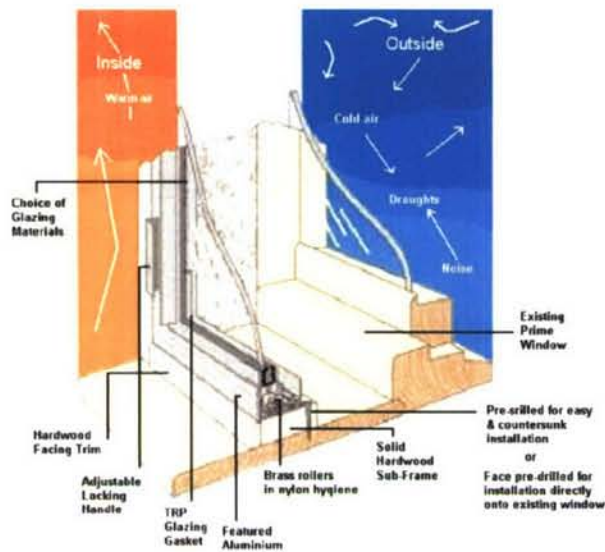 Inside
Warm air
Outside
Cold air
Draughts
Noise
Choice of
Glazing
Materials
Existing
Prime
Window
Hardwood
Facing Trim
Adjustable
Locking
Handle
TRP
Glazing
Gasket
Featured
Aluminium
Brass rollers
in nylon hygiene
Solid
Hardwood
Sub-Frame
Pre-srilled for easy
& countersunk
installation
or
Face pre-drilled for
installation directly
onto existing window